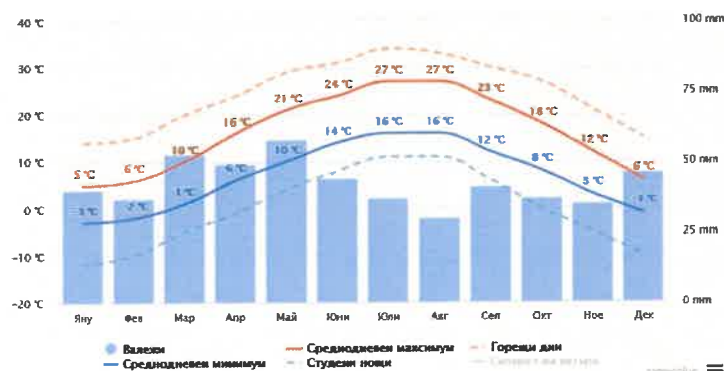 40 °C 100 mm
30 °C 75 mm
20 °C 50 mm
10 °C 25 mm
0 °C 0 mm
-10 °C
-20 °C
27 °C 27 °C
24 °C 23 °C
21 °C 18 °C
16 °C 12 °C
10 °C 6 °C
5 °C 6 °C
16 °C 16 °C
14 °C 12 °C
10 °C 8 °C
6 °C 3 °C
1 °C
Яну Фев Мар Апр Май Юни Юли Авг Сеп Окт Ное Дек
Валежи Среднодневен максимум Горещи дни
Среднодневен минимум Студени нощи